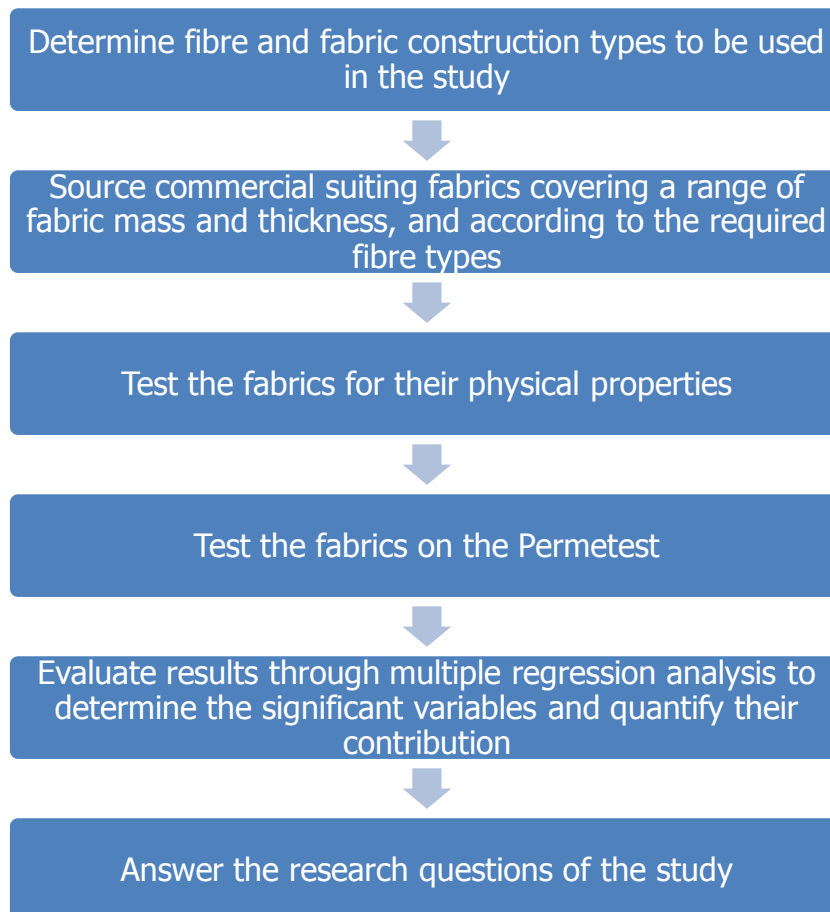 Determine fibre and fabric construction types to be used
in the study
Source commercial suiting fabrics covering a range of
fabric mass and thickness, and according to the required
fibre types
Test the fabrics for their physical properties
Test the fabrics on the Permetest
Evaluate results through multiple regression analysis to
determine the significant variables and quantify their
contribution
Answer the research questions of the study